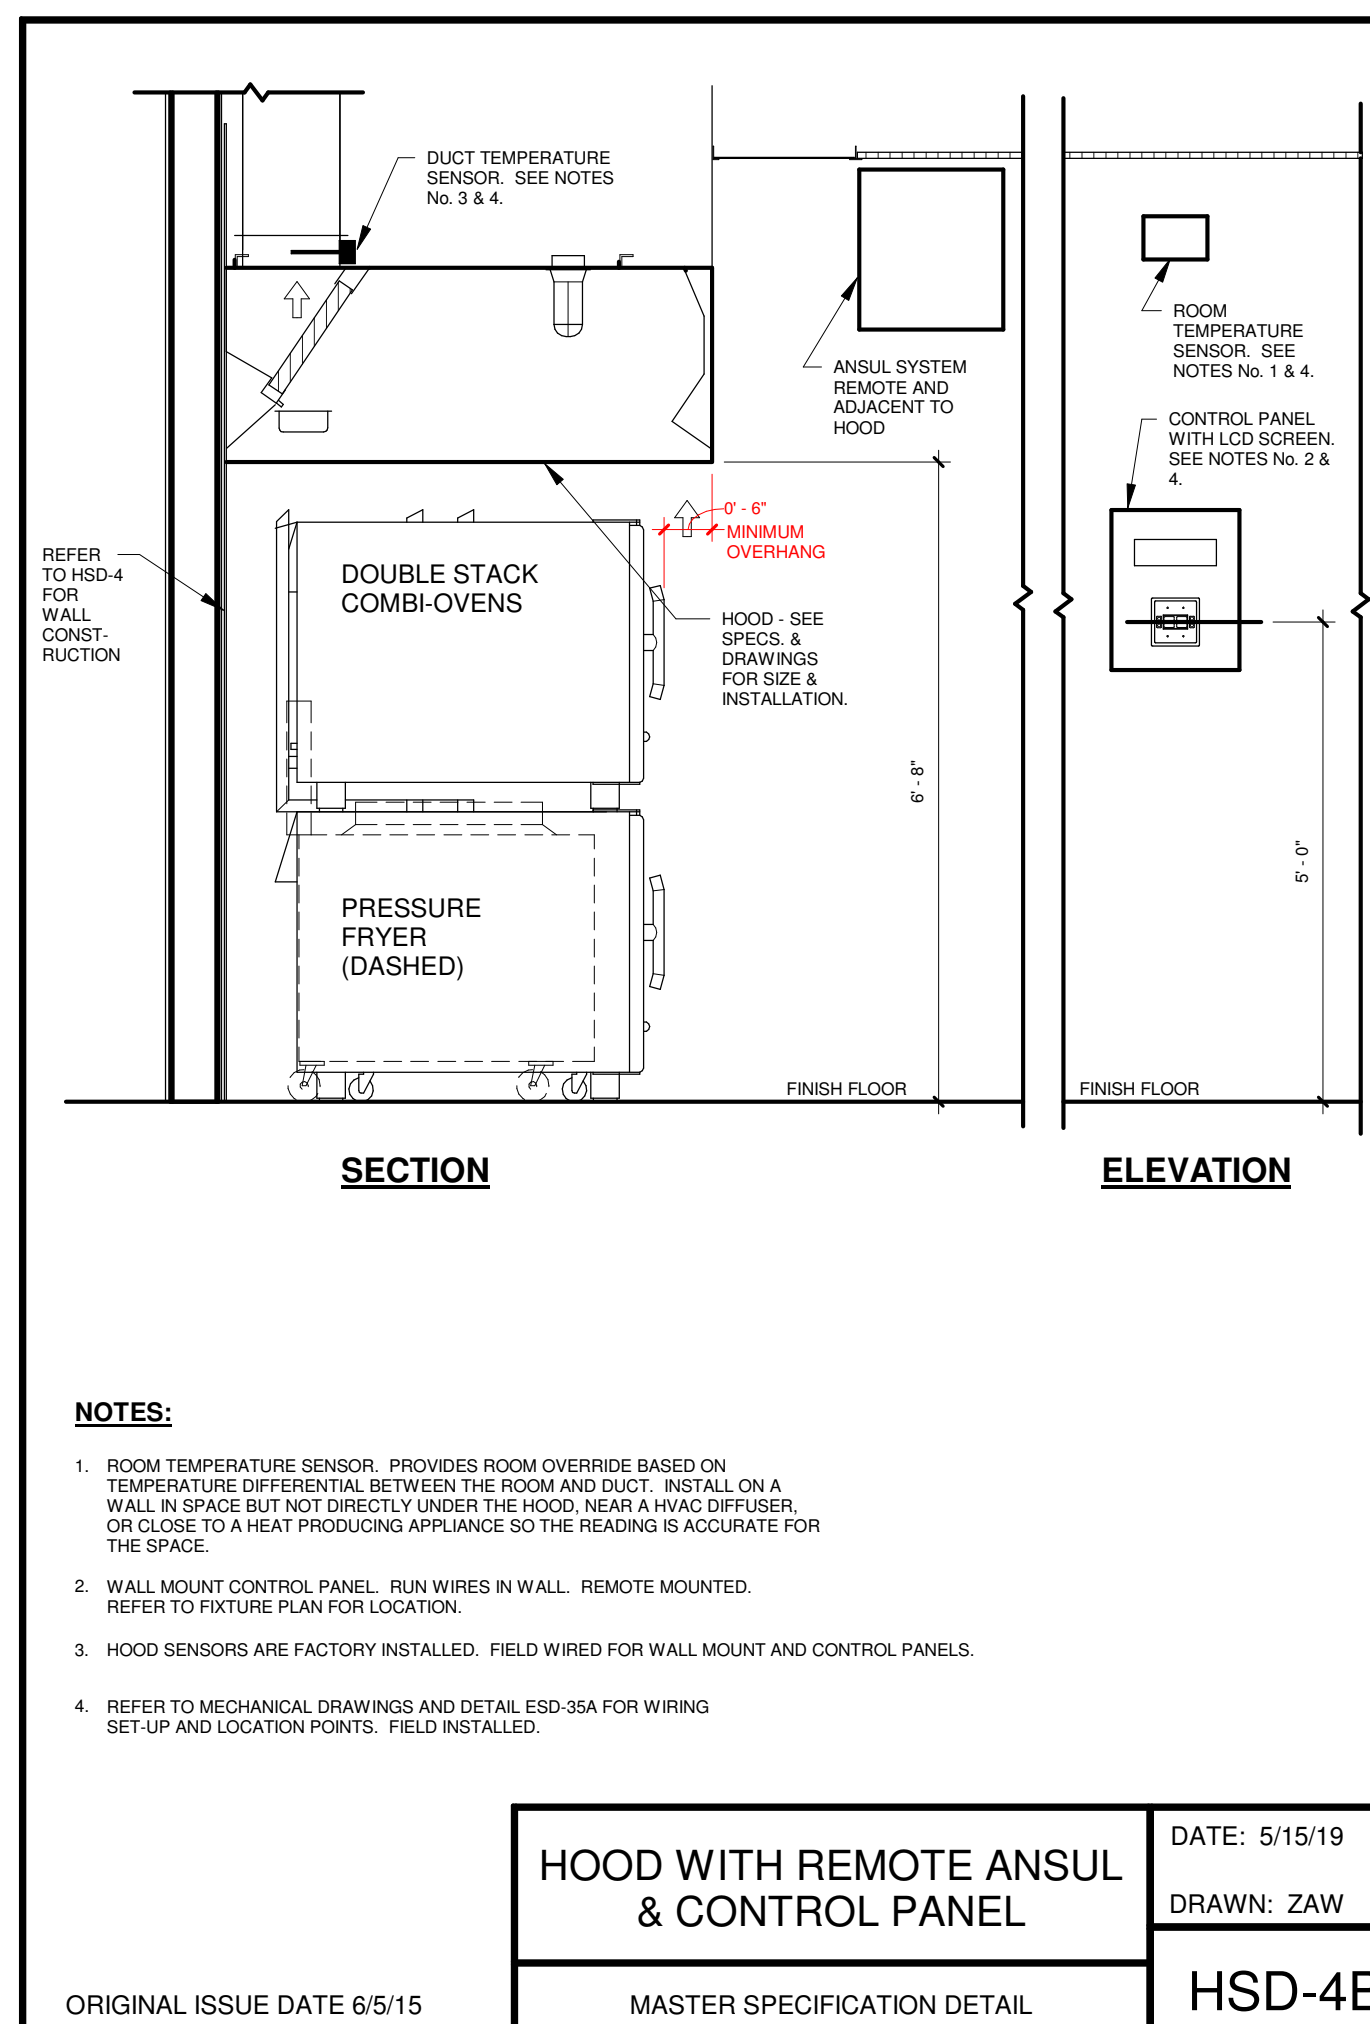 DUCT TEMPERATURE
SENSOR. SEE NOTES
No. 3 & 4.
ROOM
TEMPERATURE
SENSOR. SEE
NOTES No. 1 & 4.
ANSUL SYSTEM
REMOTE AND
ADJACENT TO
HOOD
CONTROL PANEL
WITH LCD SCREEN.
SEE NOTES No. 2 &
4.
0' - 6"
MINIMUM
OVERHANG
REFER
TO HSD-4
FOR
WALL
CONST-
RUCTION
DOUBLE STACK
COMBI-OVENS
HOOD - SEE
SPECS. &
DRAWINGS
FOR SIZE &
INSTALLATION.
6' - 8"
5' - 0"
PRESSURE
FRYER
(DASHED)
FINISH FLOOR
FINISH FLOOR
SECTION
ELEVATION
NOTES:
1. ROOM TEMPERATURE SENSOR. PROVIDES ROOM OVERRIDE BASED ON
TEMPERATURE DIFFERENTIAL BETWEEN THE ROOM AND DUCT. INSTALL ON A
WALL IN SPACE BUT NOT DIRECTLY UNDER THE HOOD, NEAR A HVAC DIFFUSER,
OR CLOSE TO A HEAT PRODUCING APPLIANCE SO THE READING IS ACCURATE FOR
THE SPACE.
2. WALL MOUNT CONTROL PANEL. RUN WIRES IN WALL. REMOTE MOUNTED.
REFER TO FIXTURE PLAN FOR LOCATION.
3. HOOD SENSORS ARE FACTORY INSTALLED. FIELD WIRED FOR WALL MOUNT AND CONTROL PANELS.
4. REFER TO MECHANICAL DRAWINGS AND DETAIL ESD-35A FOR WIRING
SET-UP AND LOCATION POINTS. FIELD INSTALLED.
HOOD WITH REMOTE ANSUL
& CONTROL PANEL
DATE: 5/15/19
DRAWN: ZAW
HSD-4E
ORIGINAL ISSUE DATE 6/5/15
MASTER SPECIFICATION DETAIL